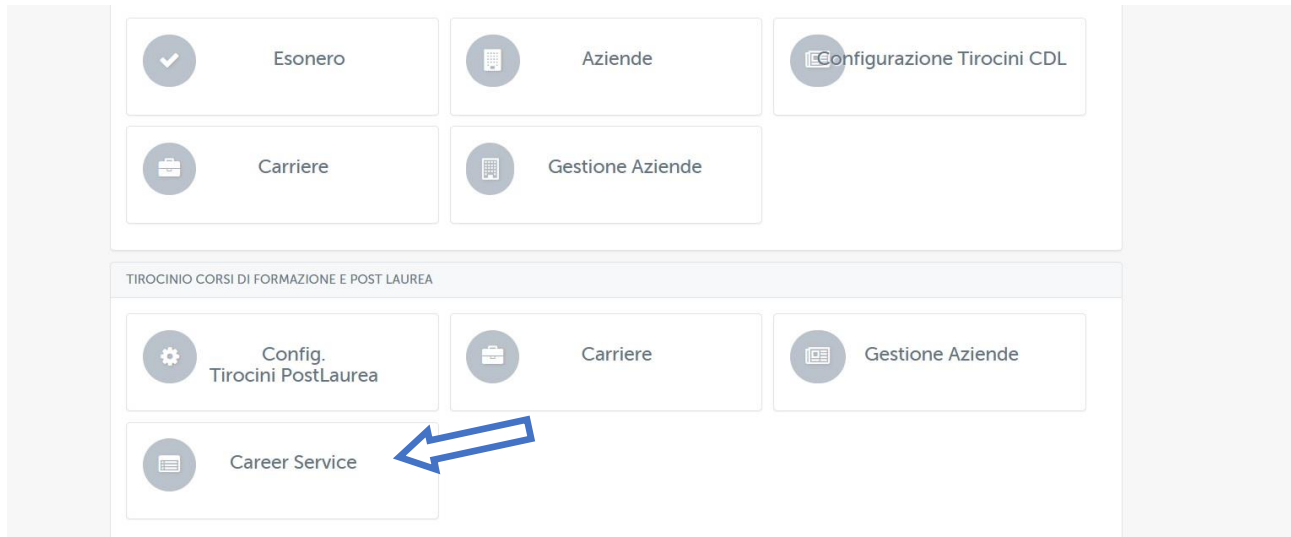 Esonero
Aziende
Configurazione Tirocini CDL
Carriere
Gestione Aziende
TIROCINIO CORSI DI FORMAZIONE E POST LAUREA
Config.
Tirocini PostLaurea
Carriere
Gestione Aziende
Career Service